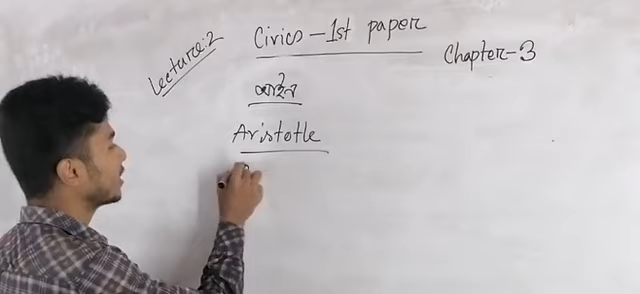 Lecture:2
Civics – 1st paper
Chapter-3
আইন
Aristotle